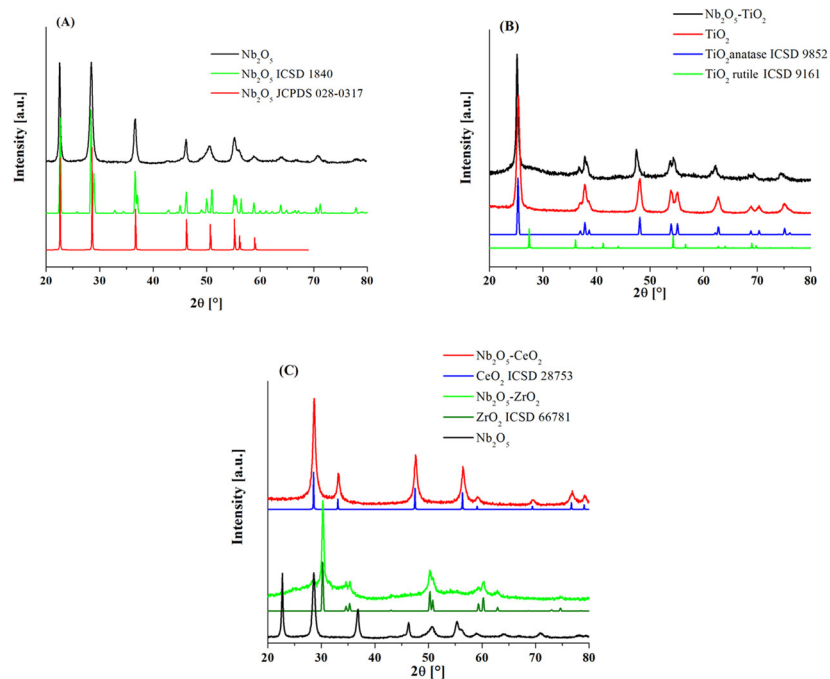 (A)
Nb₂O₅
Nb₂O₅ ICSD 1840
Nb₂O₅ JCPDS 028-0317
Intensity [a.u.]
20 30 40 50 60 70 80
2θ [°]
(B)
Nb₂O₅-TiO₂
TiO₂
TiO₂anatase ICSD 9852
TiO₂ rutile ICSD 9161
Intensity [a.u.]
20 30 40 50 60 70 80
2θ [°]
(C)
Nb₂O₅-CeO₂
CeO₂ ICSD 28753
Nb₂O₅-ZrO₂
ZrO₂ ICSD 66781
Nb₂O₅
Intensity [a.u.]
20 30 40 50 60 70 80
2θ [°]